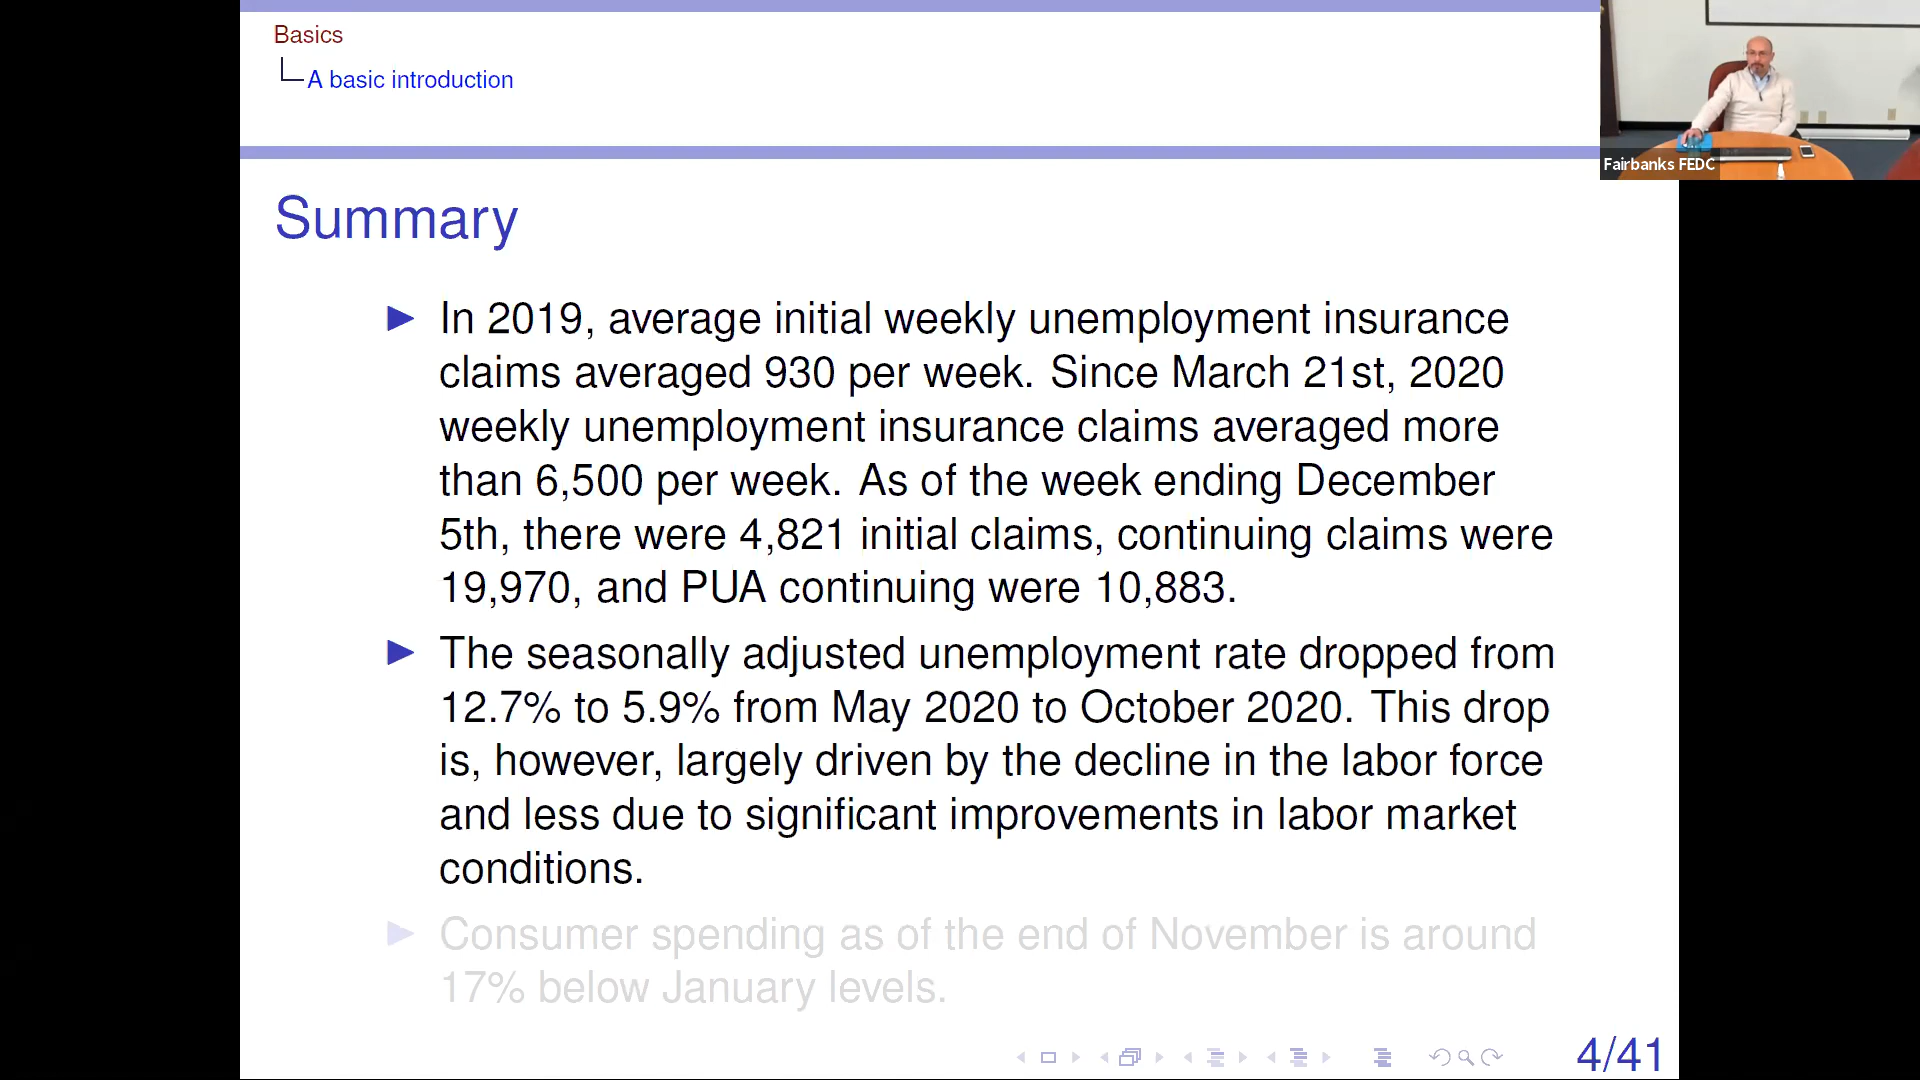 Basics
A basic introduction
Fairbanks FEDC
Summary
In 2019, average initial weekly unemployment insurance
claims averaged 930 per week. Since March 21st, 2020
weekly unemployment insurance claims averaged more
than 6,500 per week. As of the week ending December
5th, there were 4,821 initial claims, continuing claims were
19,970, and PUA continuing were 10,883.
The seasonally adjusted unemployment rate dropped from
12.7% to 5.9% from May 2020 to October 2020. This drop
is, however, largely driven by the decline in the labor force
and less due to significant improvements in labor market
conditions.
Consumer spending as of the end of November is around
17% below January levels.
4/41